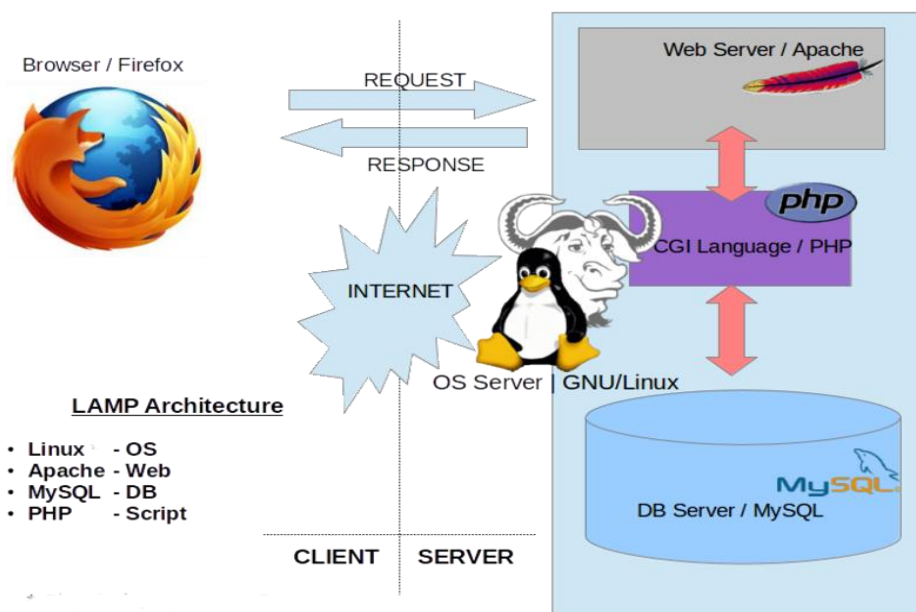 Browser / Firefox
REQUEST
RESPONSE
INTERNET
Web Server / Apache
php
CGI Language / PHP
OS Server | GNU/Linux
MySQL
DB Server / MySQL
LAMP Architecture
• Linux - OS
• Apache - Web
• MySQL - DB
• PHP - Script
CLIENT
SERVER